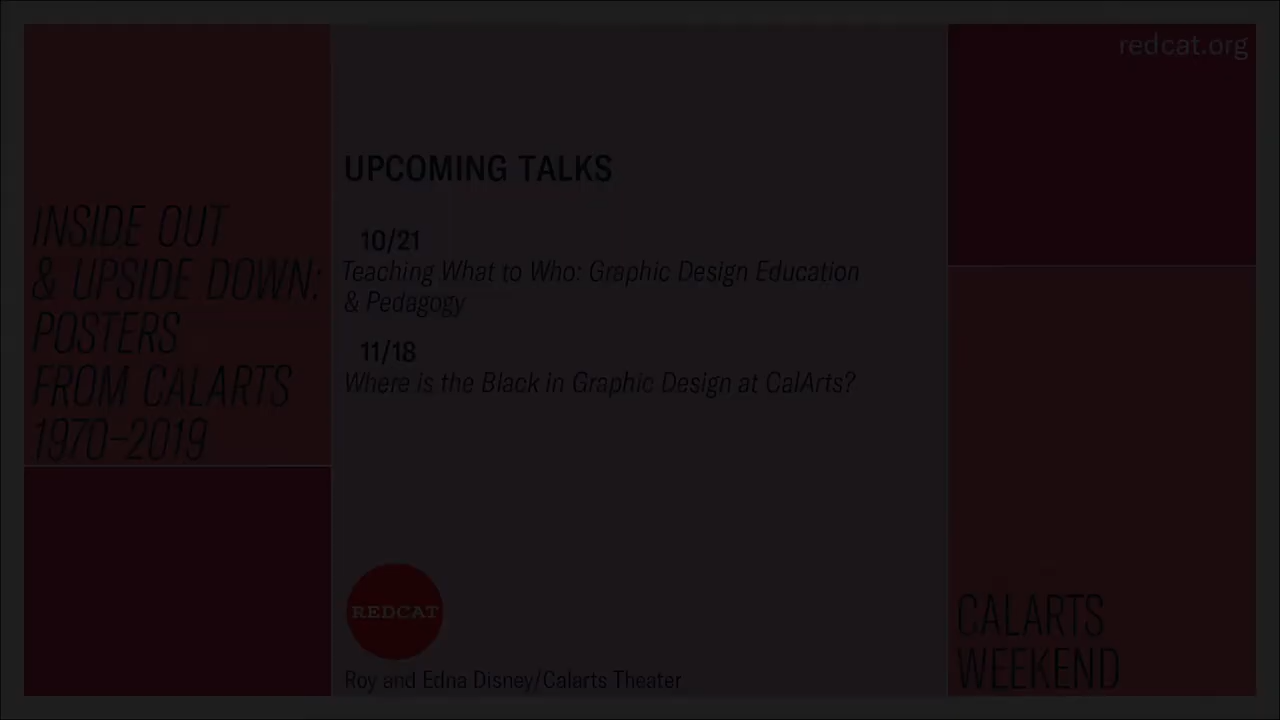 redcat.org
INSIDE OUT
& UPSIDE DOWN:
POSTERS
FROM CALARTS
1970–2019
UPCOMING TALKS
10/21
Teaching What to Who: Graphic Design Education
& Pedagogy
11/18
Where is the Black in Graphic Design at CalArts?
REDCAT
Roy and Edna Disney/Calarts Theater
CALARTS
WEEKEND